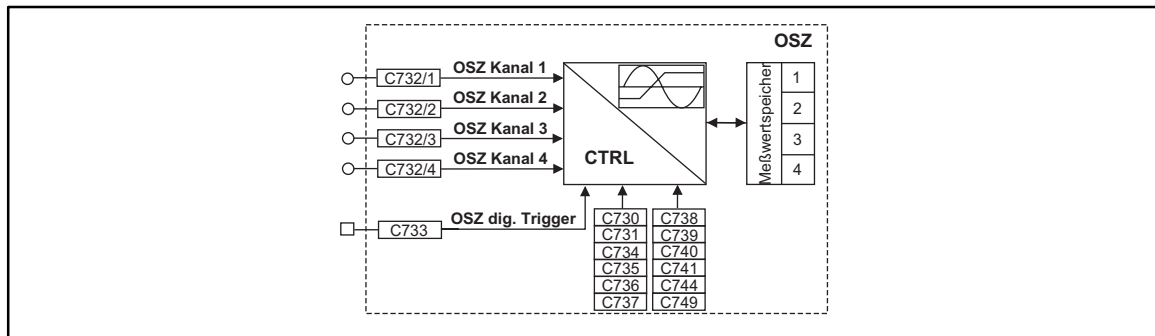 OSZ
C732/1 OSZ Kanal 1
C732/2 OSZ Kanal 2
C732/3 OSZ Kanal 3
C732/4 OSZ Kanal 4
CTRL
Meßwertspeicher
1
2
3
4
C733 OSZ dig. Trigger
C730 C738
C731 C739
C734 C740
C735 C741
C736 C744
C737 C749